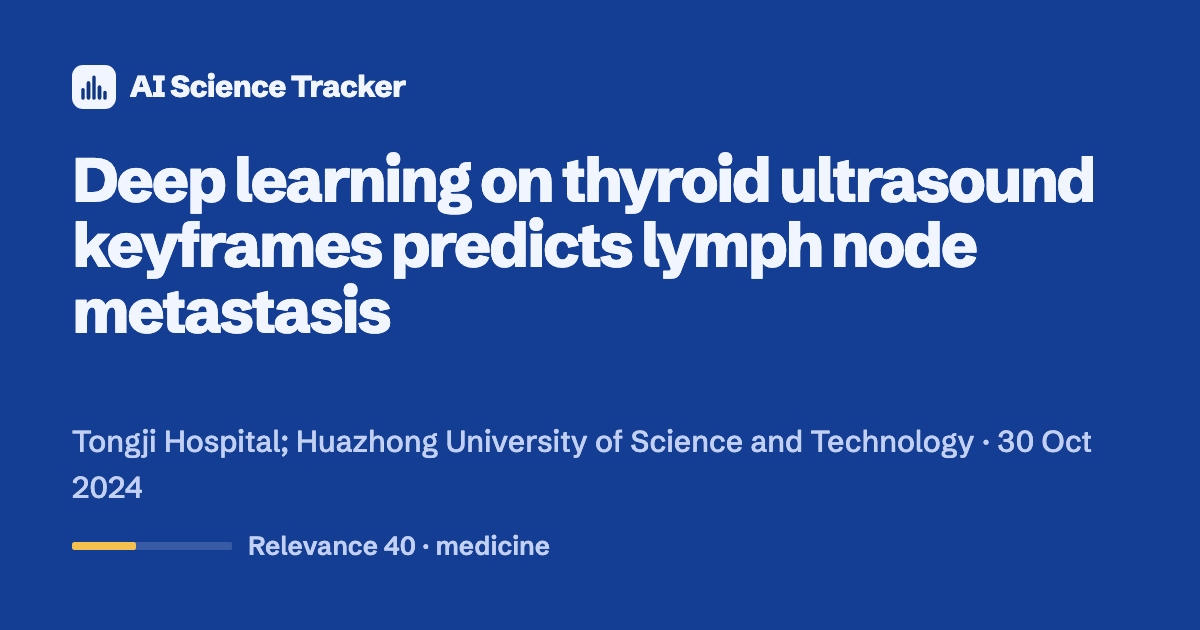 AI Science Tracker
Deep learning on thyroid ultrasound
keyframes predicts lymph node
metastasis
Tongji Hospital; Huazhong University of Science and Technology · 30 Oct
2024
Relevance 40 · medicine